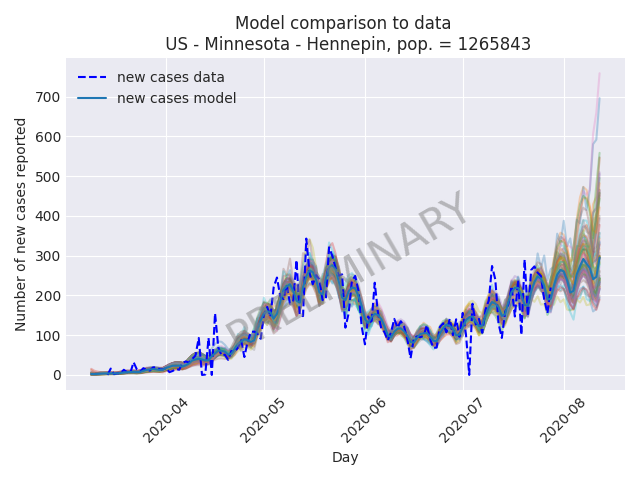 Model comparison to data
US - Minnesota - Hennepin, pop. = 1265843
new cases data
new cases model
Number of new cases reported
700
600
500
400
300
200
100
0
PRELIMINARY
2020-04
2020-05
2020-06
2020-07
2020-08
Day